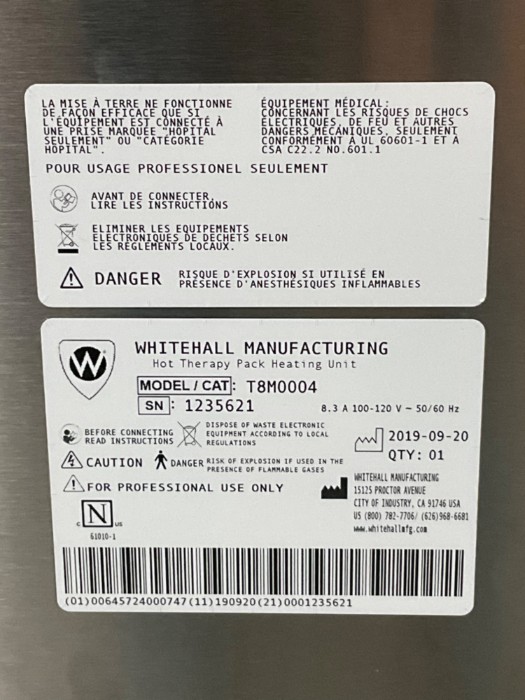 LA MISE À TERRE NE FONCTIONNE
DE FAÇON EFFICACE QUE SI
L'ÉQUIPEMENT EST CONNECTÉ À
UNE PRISE MARQUÉE "HOPITAL
SEULEMENT" OU "CATÉGORIE
HOPITAL".
ÉQUIPEMENT MÉDICAL:
CONCERNANT LES RISQUES DE CHOCS
ÉLECTRIQUES, DE FEU ET AUTRES
DANGERS MÉCANIQUES, SEULEMENT
CONFORMÉMENT À UL 60601-1 ET À
CSA C22.2 NO.601.1
POUR USAGE PROFESSIONEL SEULEMENT
AVANT DE CONNECTER,
LIRE LES INSTRUCTIONS
ELIMINER LES EQUIPEMENTS
ELECTRONIQUES DE DECHETS SELON
LES REGLEMENTS LOCAUX.
DANGER
RISQUE D'EXPLOSION SI UTILISÉ EN
PRÉSENCE D'ANESTHÉSIQUES INFLAMMABLES
W
WHITEHALL MANUFACTURING
Hot Therapy Pack Heating Unit
MODEL / CAT: T8M0004
SN: 1235621
8.3 A 100-120 V ~ 50/60 Hz
BEFORE CONNECTING
READ INSTRUCTIONS
DISPOSE OF WASTE ELECTRONIC
EQUIPMENT ACCORDING TO LOCAL
REGULATIONS
2019-09-20
QTY: 01
CAUTION
DANGER
RISK OF EXPLOSION IF USED IN THE
PRESENCE OF FLAMMABLE GASES
FOR PROFESSIONAL USE ONLY
WHITEHALL MANUFACTURING
15125 PROCTOR AVENUE
CITY OF INDUSTRY, CA 91746 USA
US (800) 782-7706/ (626)968-6681
www.whitehallmfg.com
C N US
61010-1
(01)00645724000747(11)190920(21)0001235621